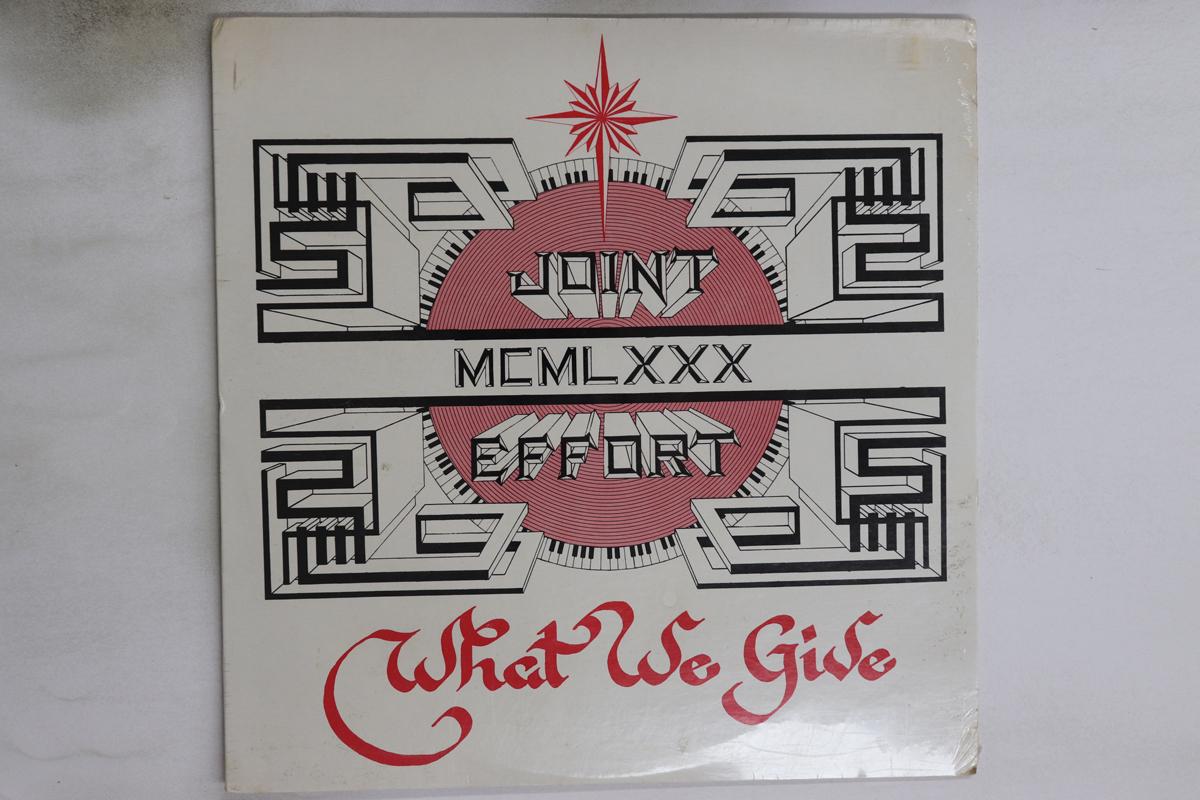 JOINT
MCMLXXX
EFFORT
What We Give